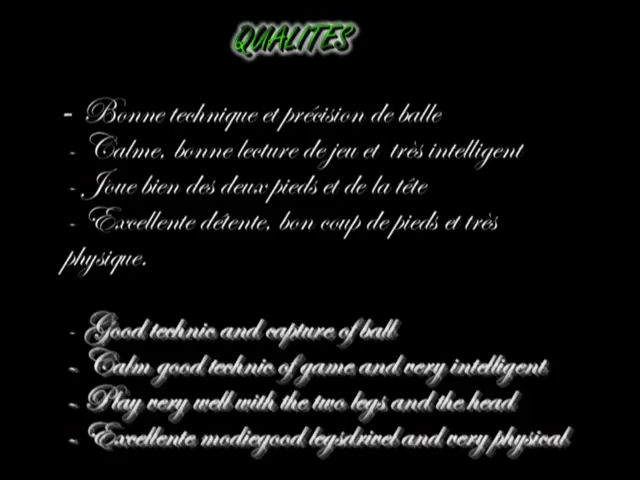 QUALITES
- Bonne technique et précision de balle
- Calme, bonne lecture de jeu et très intelligent
- Joue bien des deux pieds et de la tête
- Excellente détente, bon coup de pieds et très
physique.
- Good technic and capture of ball
- Calm good technic of game and very intelligent
- Play very well with the two legs and the head
- Excellente modiegood legsdrivel and very physical